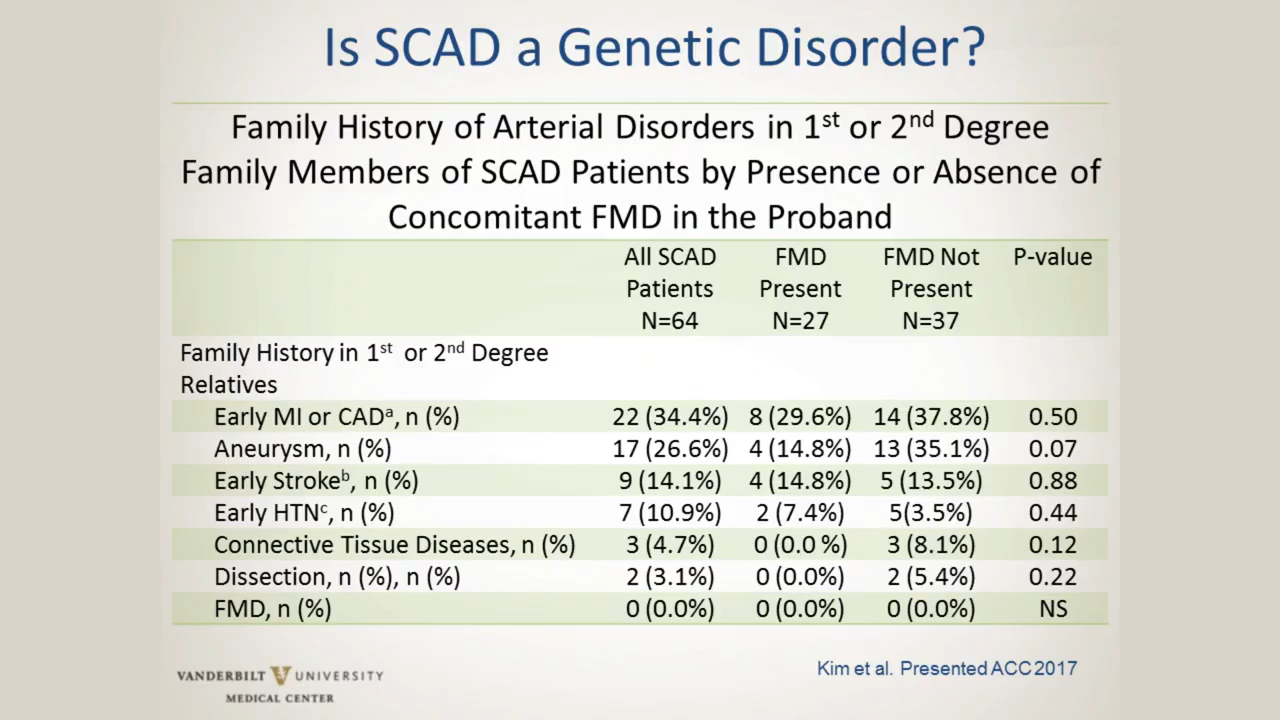 Is SCAD a Genetic Disorder?
Family History of Arterial Disorders in 1st or 2nd Degree
Family Members of SCAD Patients by Presence or Absence of
Concomitant FMD in the Proband
All SCAD Patients N=64 FMD Present N=27 FMD Not Present N=37 P-value
Family History in 1st or 2nd Degree
Relatives
Early MI or CADa, n (%) 22 (34.4%) 8 (29.6%) 14 (37.8%) 0.50
Aneurysm, n (%) 17 (26.6%) 4 (14.8%) 13 (35.1%) 0.07
Early Strokeb, n (%) 9 (14.1%) 4 (14.8%) 5 (13.5%) 0.88
Early HTNc, n (%) 7 (10.9%) 2 (7.4%) 5(3.5%) 0.44
Connective Tissue Diseases, n (%) 3 (4.7%) 0 (0.0 %) 3 (8.1%) 0.12
Dissection, n (%), n (%) 2 (3.1%) 0 (0.0%) 2 (5.4%) 0.22
FMD, n (%) 0 (0.0%) 0 (0.0%) 0 (0.0%) NS
VANDERBILT V UNIVERSITY
MEDICAL CENTER
Kim et al. Presented ACC 2017